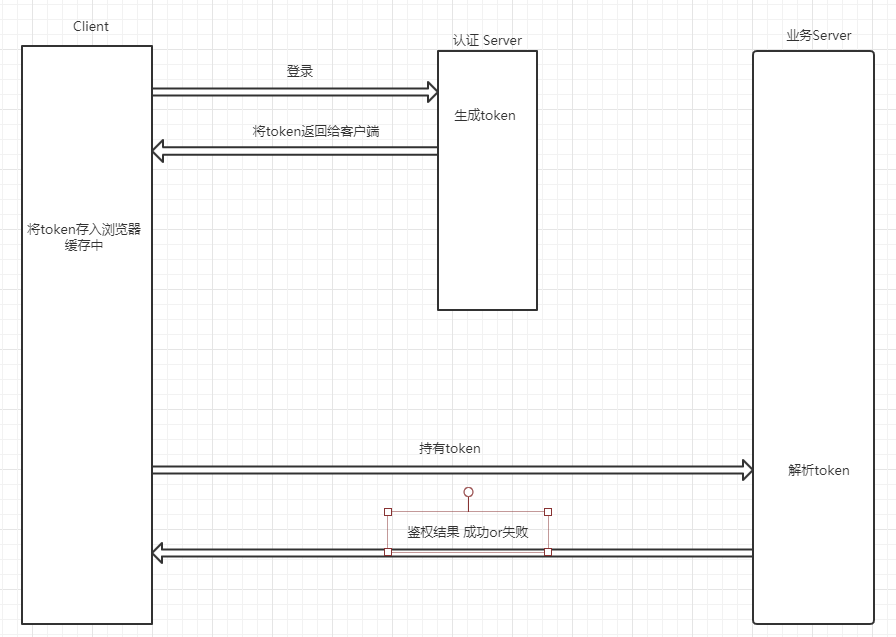 Client
认证 Server
业务Server
登录
生成token
将token返回给客户端
将token存入浏览器
缓存中
持有token
解析token
鉴权结果 成功or失败